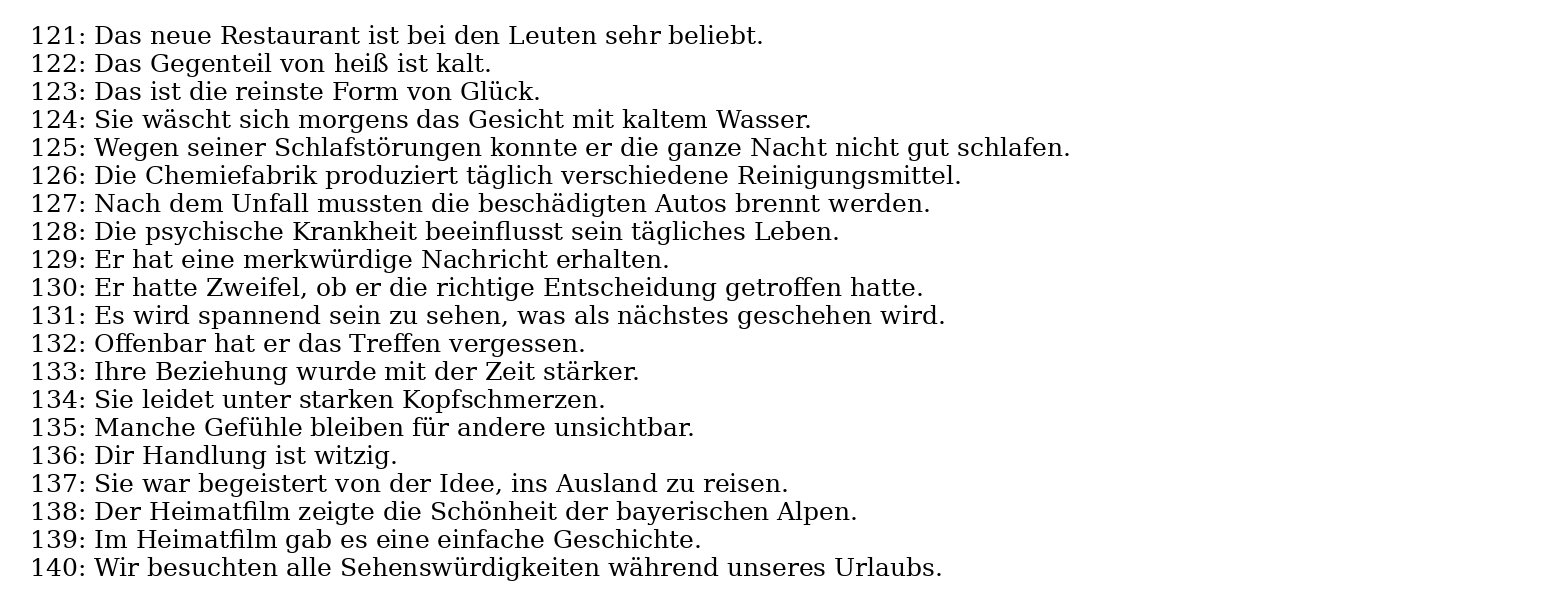 121: Das neue Restaurant ist bei den Leuten sehr beliebt.
122: Das Gegenteil von heiß ist kalt.
123: Das ist die reinste Form von Glück.
124: Sie wäscht sich morgens das Gesicht mit kaltem Wasser.
125: Wegen seiner Schlafstörungen konnte er die ganze Nacht nicht gut schlafen.
126: Die Chemiefabrik produziert täglich verschiedene Reinigungsmittel.
127: Nach dem Unfall mussten die beschädigten Autos brennt werden.
128: Die psychische Krankheit beeinflusst sein tägliches Leben.
129: Er hat eine merkwürdige Nachricht erhalten.
130: Er hatte Zweifel, ob er die richtige Entscheidung getroffen hatte.
131: Es wird spannend sein zu sehen, was als nächstes geschehen wird.
132: Offenbar hat er das Treffen vergessen.
133: Ihre Beziehung wurde mit der Zeit stärker.
134: Sie leidet unter starken Kopfschmerzen.
135: Manche Gefühle bleiben für andere unsichtbar.
136: Dir Handlung ist witzig.
137: Sie war begeistert von der Idee, ins Ausland zu reisen.
138: Der Heimatfilm zeigte die Schönheit der bayerischen Alpen.
139: Im Heimatfilm gab es eine einfache Geschichte.
140: Wir besuchten alle Sehenswürdigkeiten während unseres Urlaubs.